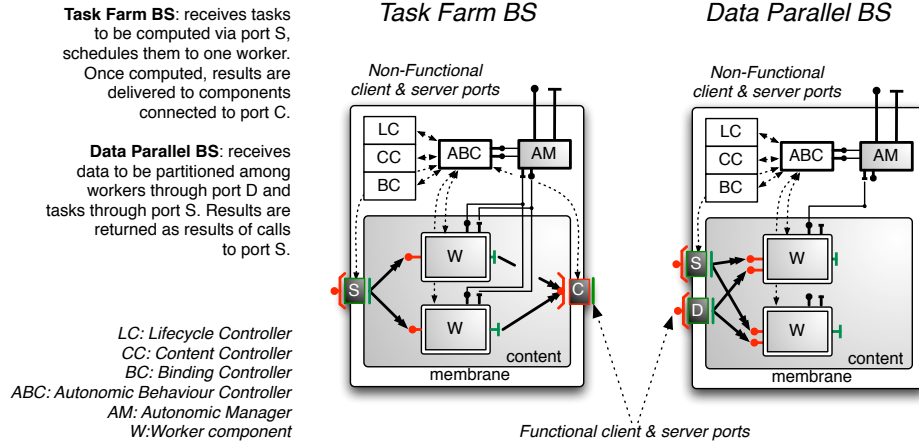 Task Farm BS: receives tasks
to be computed via port S,
schedules them to one worker.
Once computed, results are
delivered to components
connected to port C.
Data Parallel BS: receives
data to be partitioned among
workers through port D and
tasks through port S. Results are
returned as results of calls
to port S.
LC: Lifecycle Controller
CC: Content Controller
BC: Binding Controller
ABC: Autonomic Behaviour Controller
AM: Autonomic Manager
W:Worker component
Task Farm BS
Non-Functional
client & server ports
LC
CC
BC
ABC
AM
W
W
S
C
content
membrane
Data Parallel BS
Non-Functional
client & server ports
LC
CC
BC
ABC
AM
W
W
S
D
content
membrane
Functional client & server ports